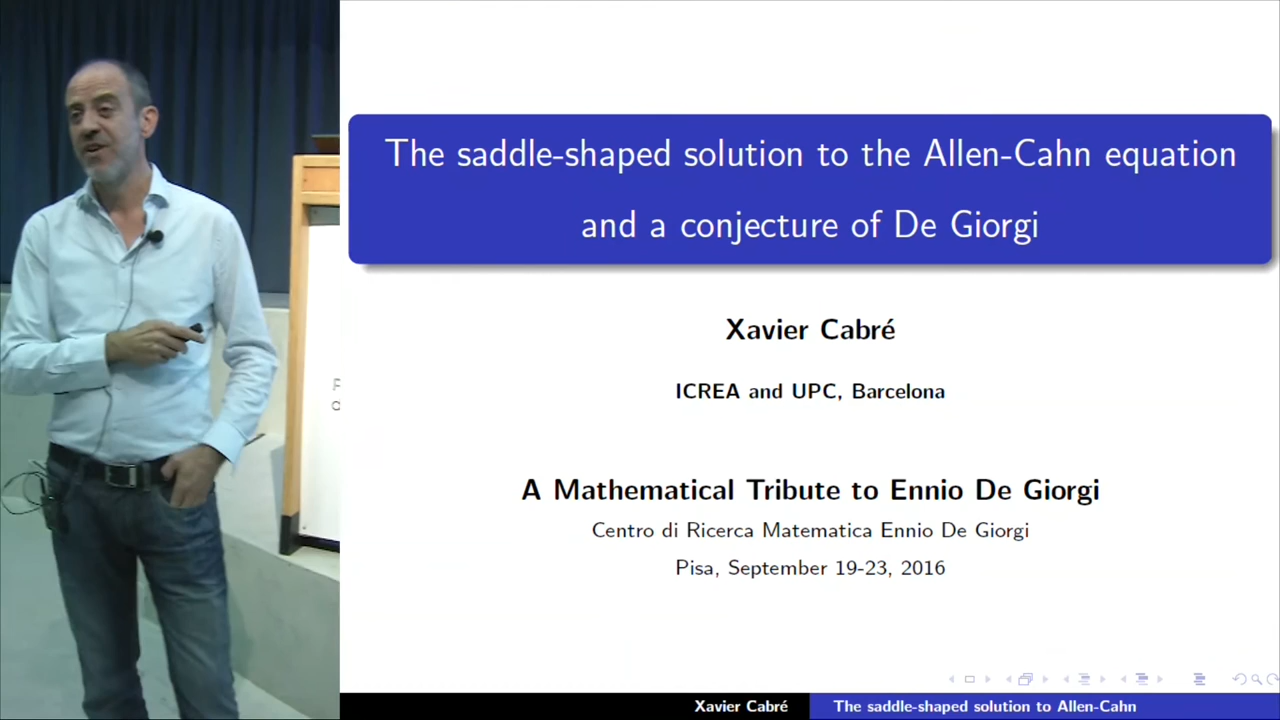 The saddle-shaped solution to the Allen-Cahn equation
and a conjecture of De Giorgi
Xavier Cabré
ICREA and UPC, Barcelona
A Mathematical Tribute to Ennio De Giorgi
Centro di Ricerca Matematica Ennio De Giorgi
Pisa, September 19-23, 2016
Xavier Cabré
The saddle-shaped solution to Allen-Cahn